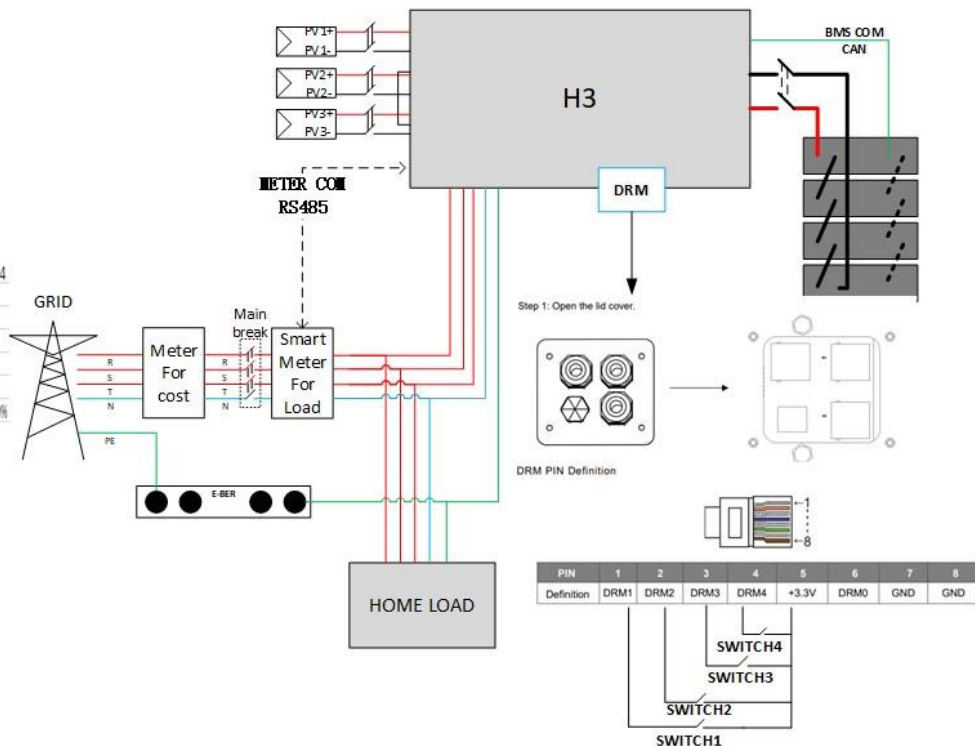 PV1+
PV1-
PV2+
PV2-
PV3+
PV3-
H3
BMS COM
CAN
METER COM
RS485
DRM
4
GRID
Main
break
Meter
For
cost
Smart
Meter
For
Load
R
S
T
N
R
S
T
N
%
PE
E-BER
HOME LOAD
Step 1: Open the lid cover.
DRM PIN Definition
1
8
PIN 1 2 3 4 5 6 7 8
Definition DRM1 DRM2 DRM3 DRM4 +3.3V DRM0 GND GND
SWITCH4
SWITCH3
SWITCH2
SWITCH1